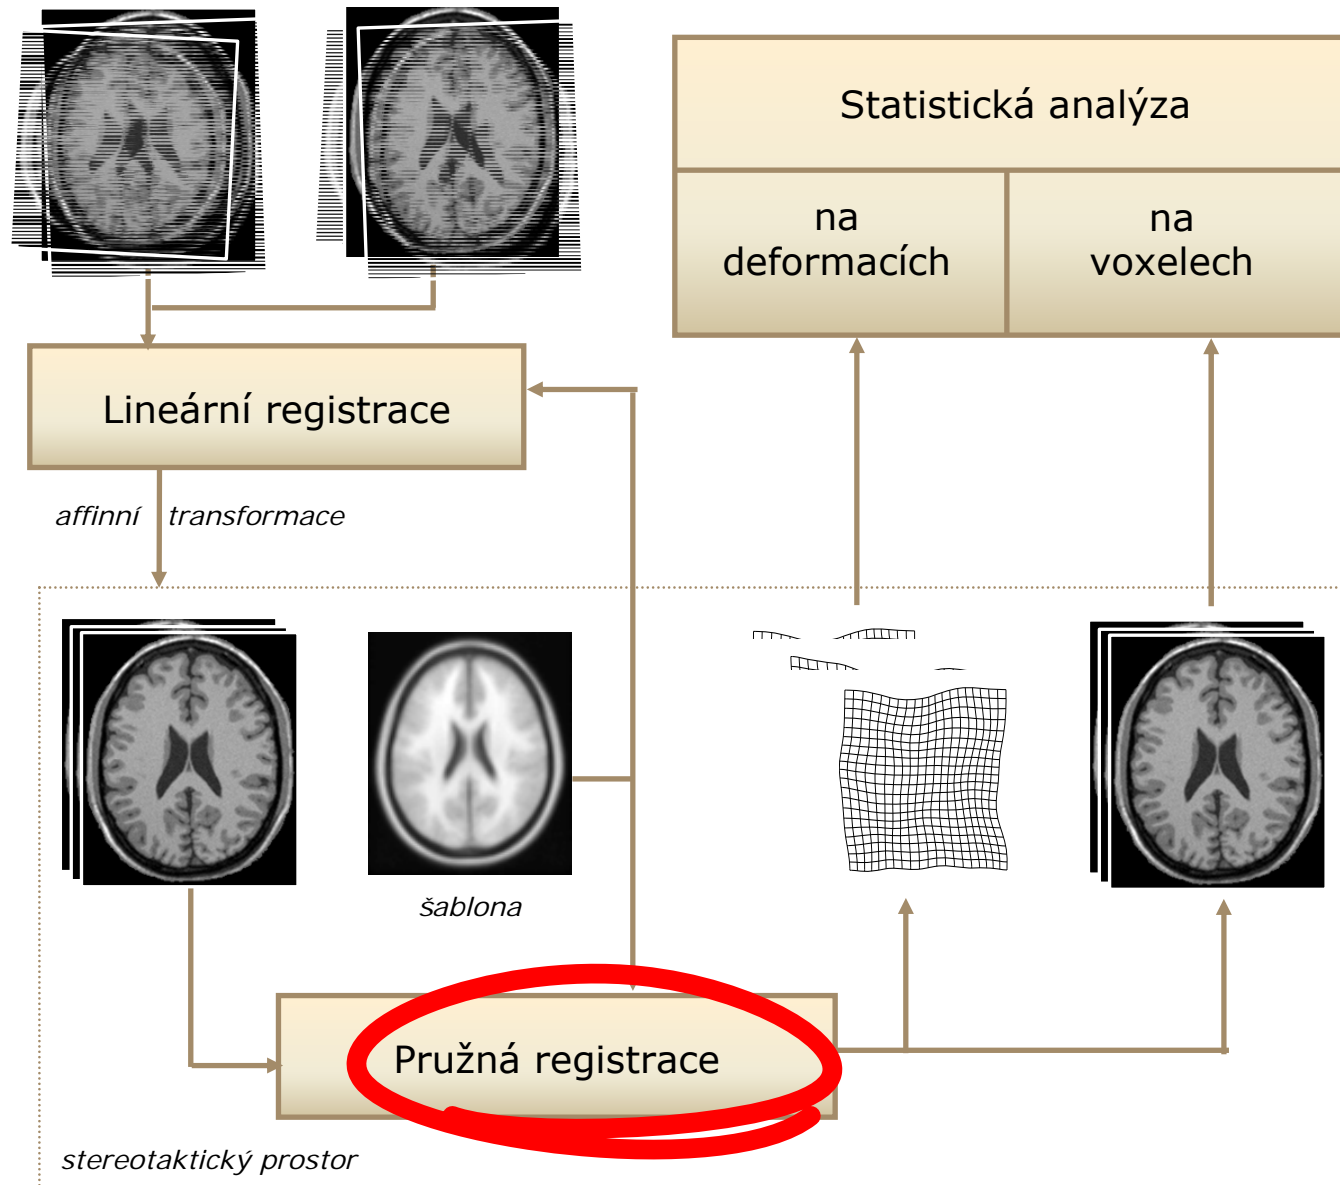 Statistická analýza
na
deformacích
na
voxelech
Lineární registrace
affinní transformace
šablona
Pružná registrace
stereotaktický prostor